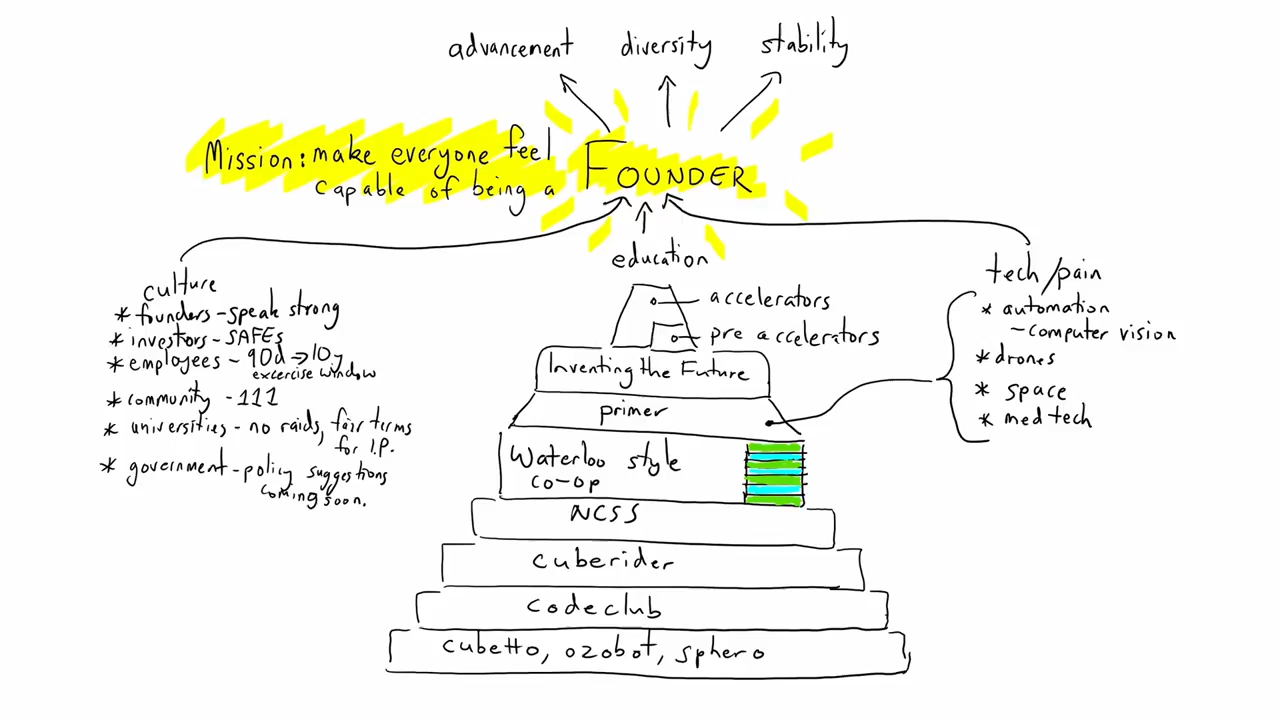 advancement diversity stability
Mission: make everyone feel
capable of being a FOUNDER
education
culture
* founders - speak strong
* investors - SAFEs
* employees - 90d => 10y
excercise window
* community - 111
* universities - no raids, fair terms
for I.P.
* government - policy suggestions
coming soon.
accelerators
pre accelerators
Inventing the Future
primer
Waterloo style
co-op
NCSS
cuberider
codeclub
cubetto, ozobot, sphero
tech/pain
* automation
- computer vision
* drones
* space
* med tech